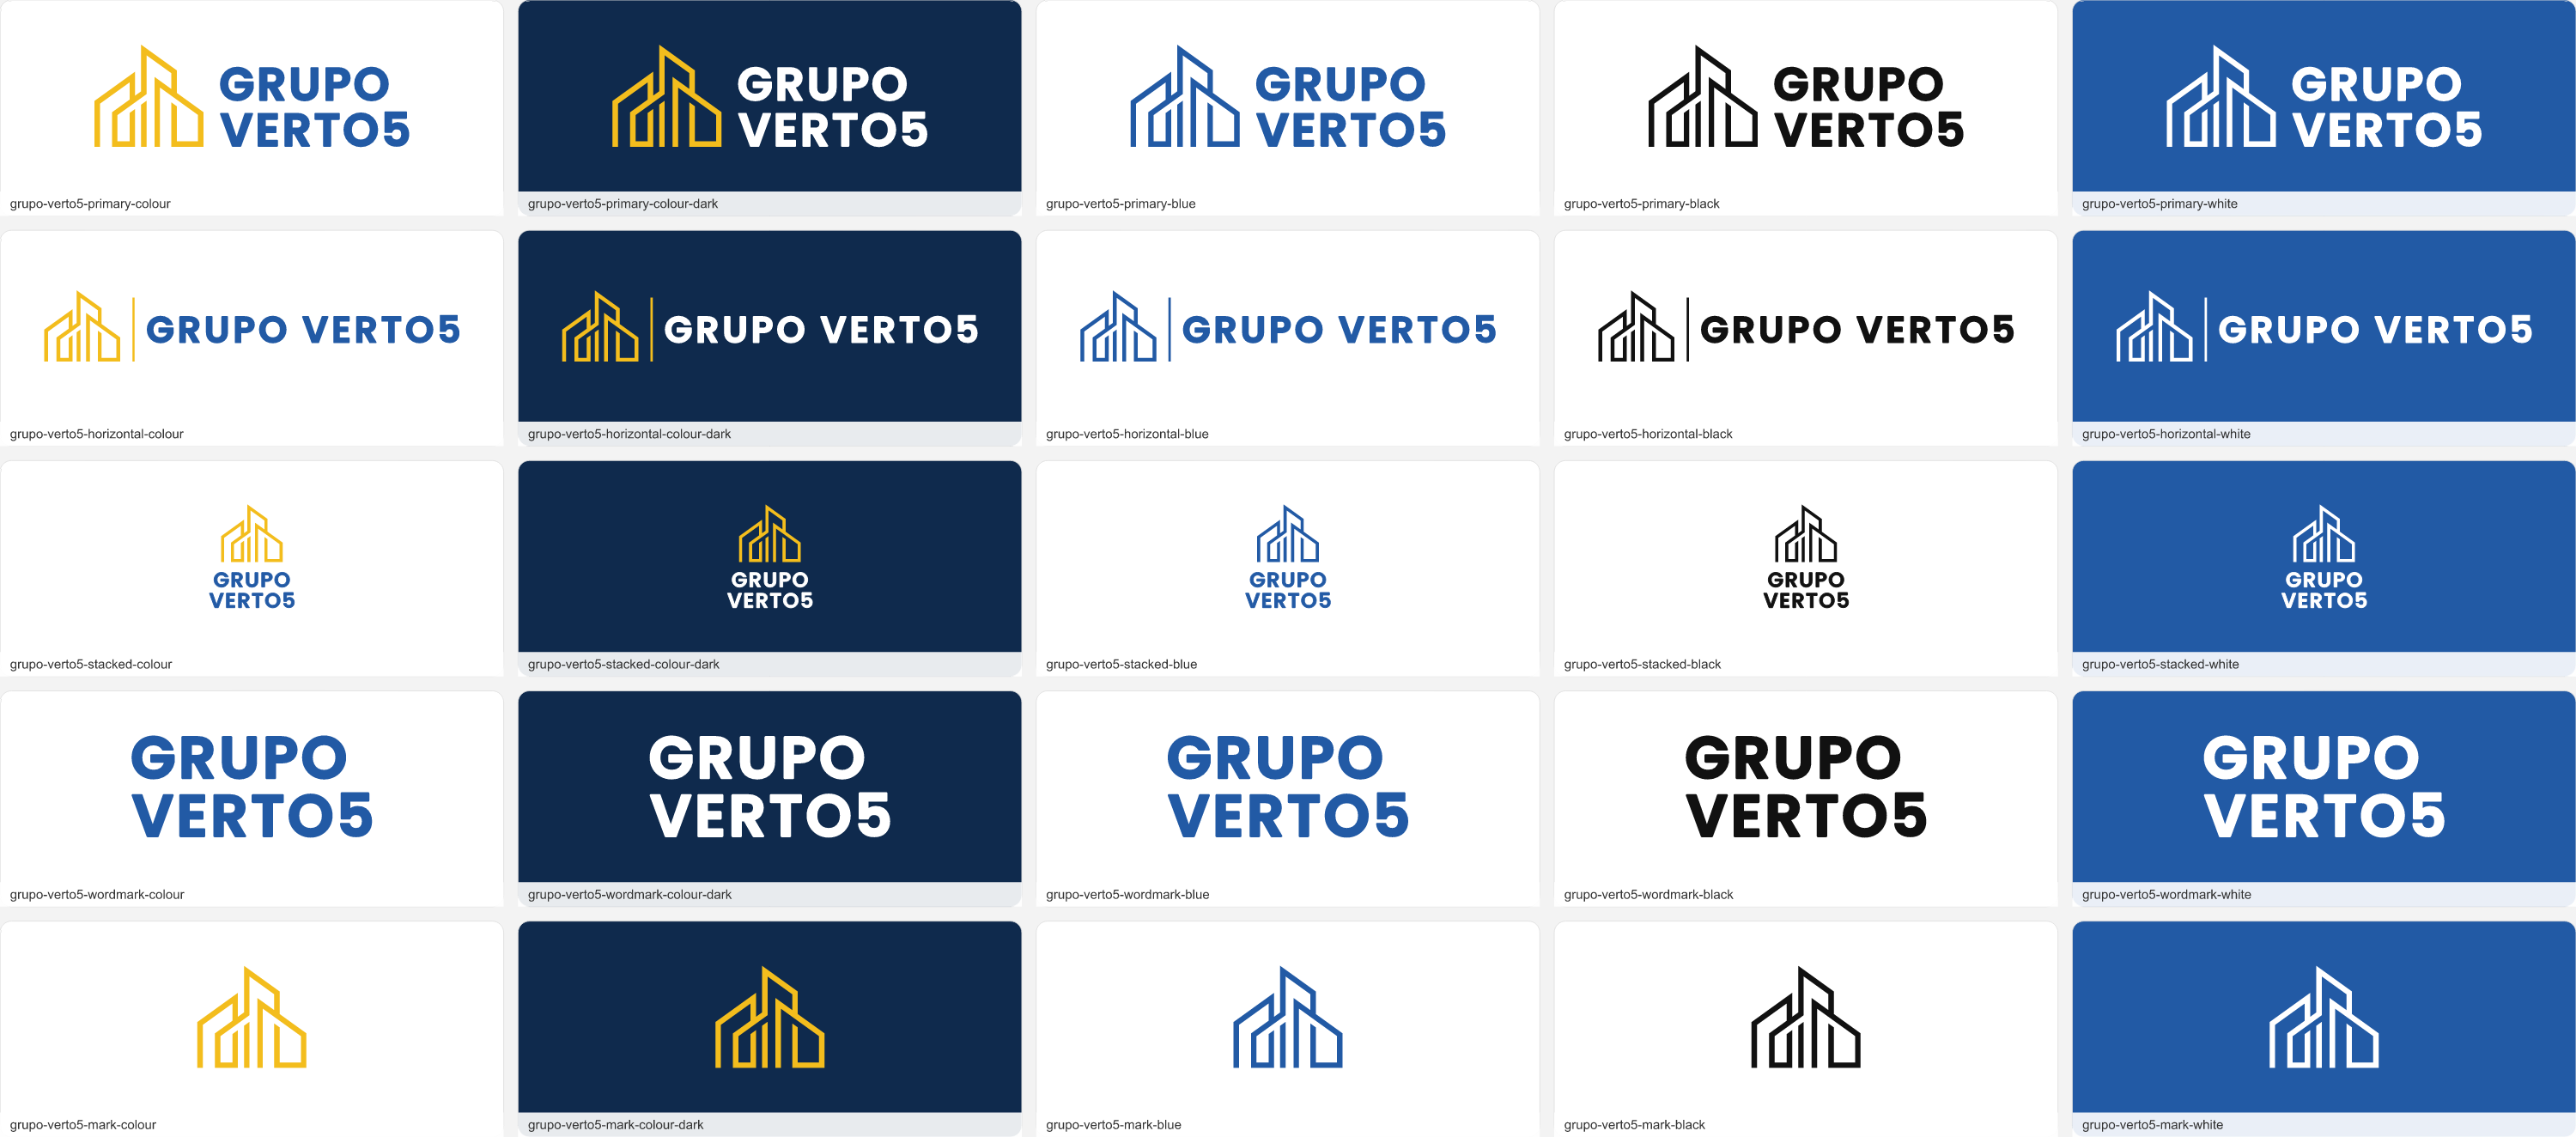 GRUPO
VERTO5
grupo-verto5-primary-colour
GRUPO
VERTO5
grupo-verto5-primary-colour-dark
GRUPO
VERTO5
grupo-verto5-primary-blue
GRUPO
VERTO5
grupo-verto5-primary-black
GRUPO
VERTO5
grupo-verto5-primary-white
GRUPO VERTO5
grupo-verto5-horizontal-colour
GRUPO VERTO5
grupo-verto5-horizontal-colour-dark
GRUPO VERTO5
grupo-verto5-horizontal-blue
GRUPO VERTO5
grupo-verto5-horizontal-black
GRUPO VERTO5
grupo-verto5-horizontal-white
GRUPO
VERTO5
grupo-verto5-stacked-colour
GRUPO
VERTO5
grupo-verto5-stacked-colour-dark
GRUPO
VERTO5
grupo-verto5-stacked-blue
GRUPO
VERTO5
grupo-verto5-stacked-black
GRUPO
VERTO5
grupo-verto5-stacked-white
GRUPO
VERTO5
grupo-verto5-wordmark-colour
GRUPO
VERTO5
grupo-verto5-wordmark-colour-dark
GRUPO
VERTO5
grupo-verto5-wordmark-blue
GRUPO
VERTO5
grupo-verto5-wordmark-black
GRUPO
VERTO5
grupo-verto5-wordmark-white
grupo-verto5-mark-colour
grupo-verto5-mark-colour-dark
grupo-verto5-mark-blue
grupo-verto5-mark-black
grupo-verto5-mark-white